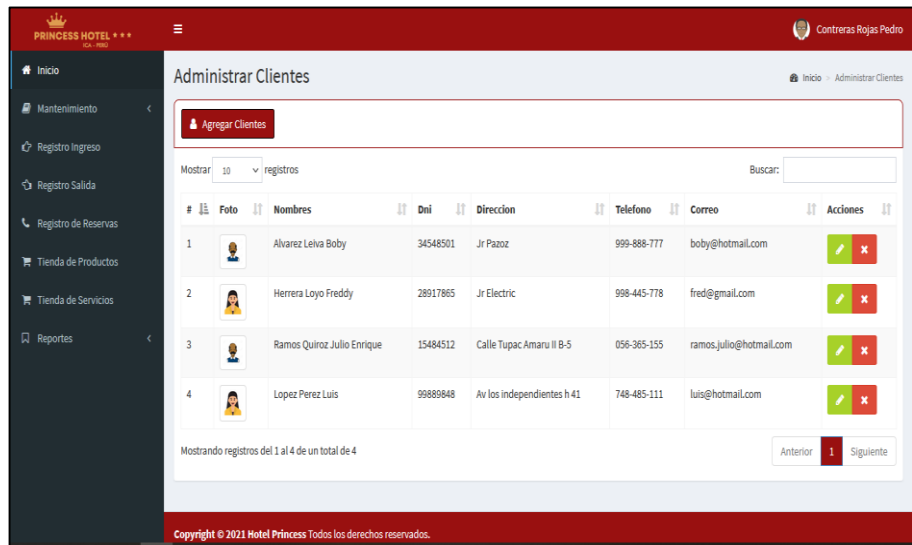 PRINCESS HOTEL ***
ICA - PERÚ
Contreras Rojas Pedro
Inicio
Mantenimiento
Registro Ingreso
Registro Salida
Registro de Reservas
Tienda de Productos
Tienda de Servicios
Reportes
Administrar Clientes
Inicio > Administrar Clientes
Agregar Clientes
Mostrar 10 registros Buscar:
# Foto Nombres Dni Direccion Telefono Correo Acciones
1 Alvarez Leiva Boby 34548501 Jr Pazoz 999-888-777 boby@hotmail.com
2 Herrera Loyo Freddy 28917865 Jr Electric 998-445-778 fred@gmail.com
3 Ramos Quiroz Julio Enrique 15484512 Calle Tupac Amaru II B-5 056-365-155 ramos.julio@hotmail.com
4 Lopez Perez Luis 99889848 Av los independientes h 41 748-485-111 luis@hotmail.com
Mostrando registros del 1 al 4 de un total de 4
Anterior 1 Siguiente
Copyright © 2021 Hotel Princess Todos los derechos reservados.